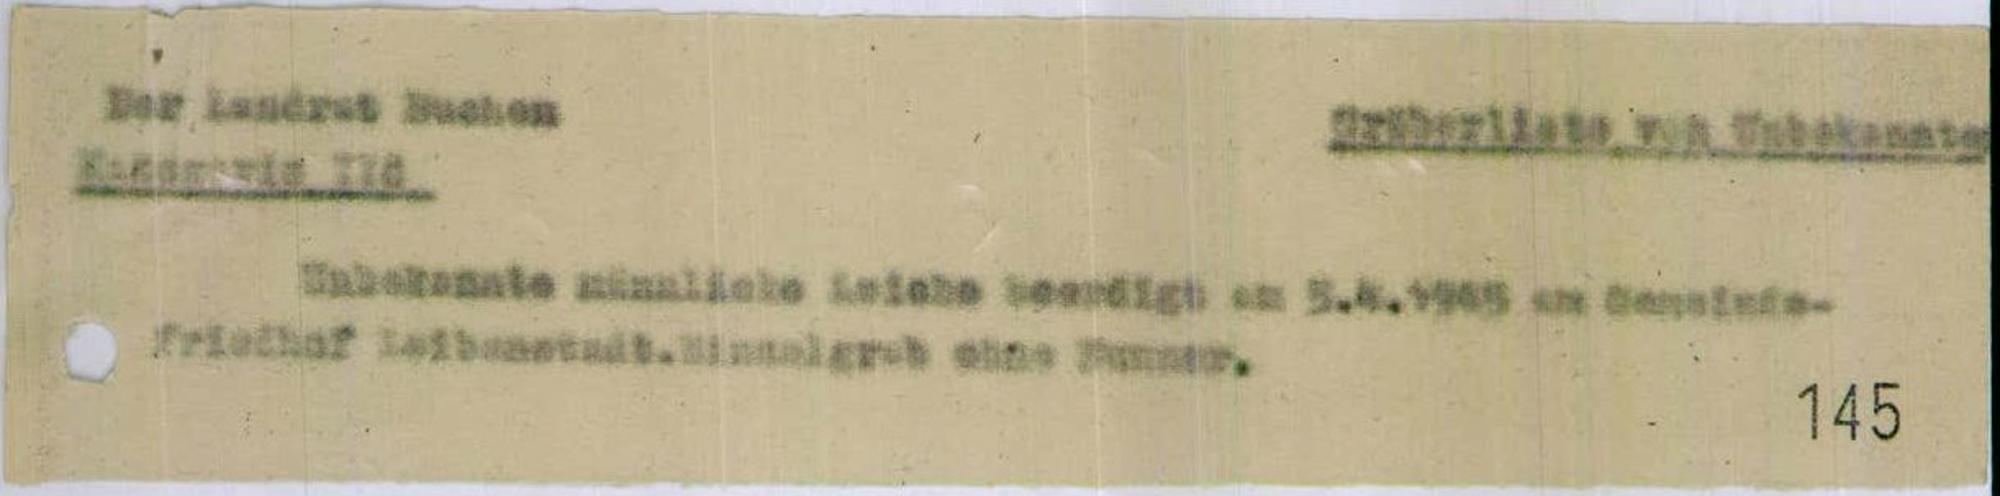 Der Landrat Buchen
Gräberliste von Unbekannten
Unbekannte männliche Leiche beerdigt am 5.4.1945 am Gemeinde-
friedhof Leibenstadt.Einzelgrab ohne Nummer.
145